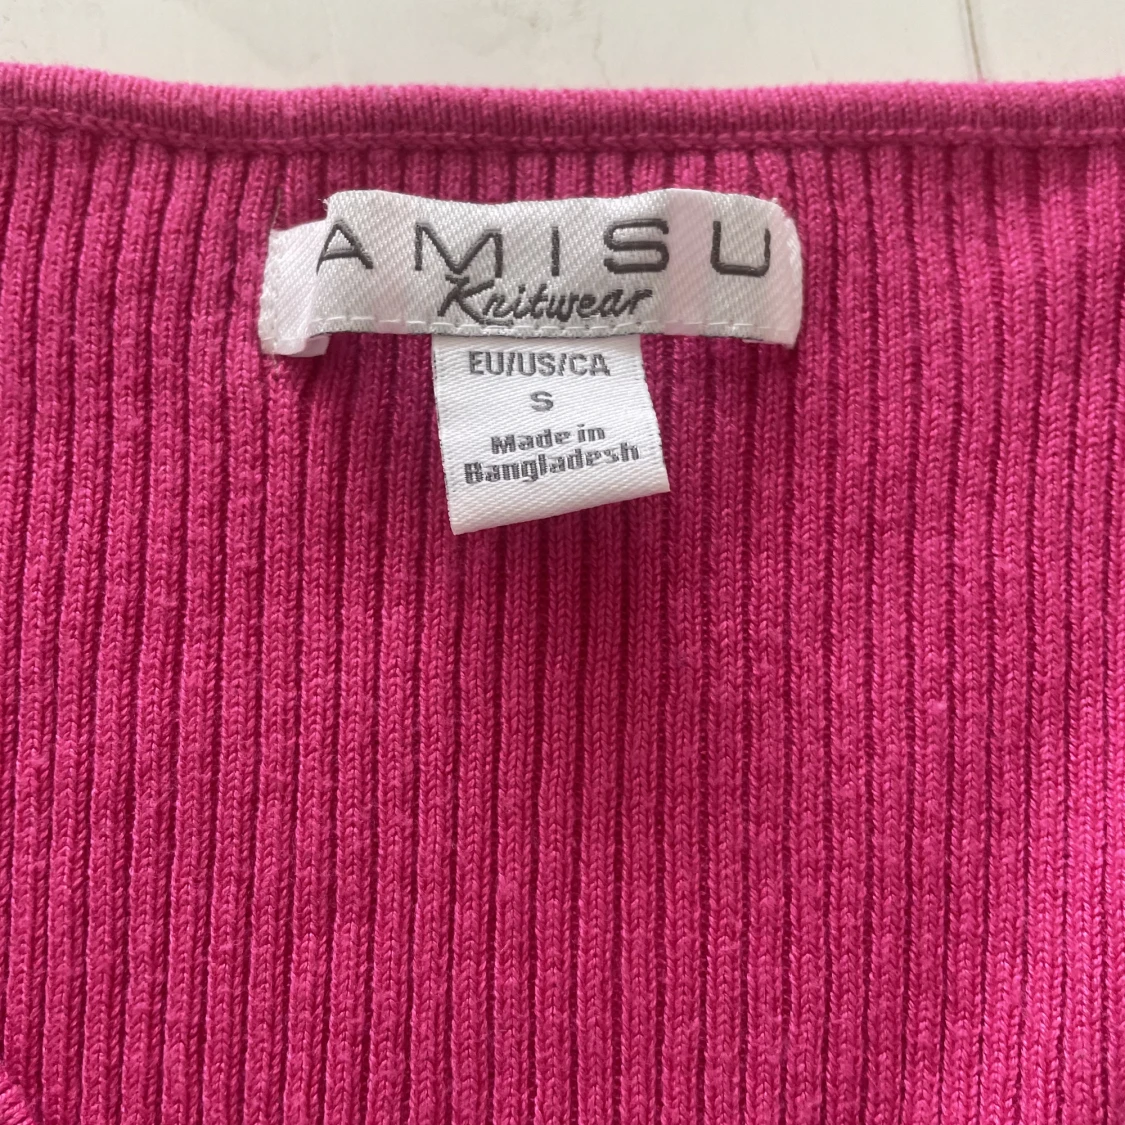 AMISU
Knitwear
EU/US/CA
S
Made in
Bangladesh